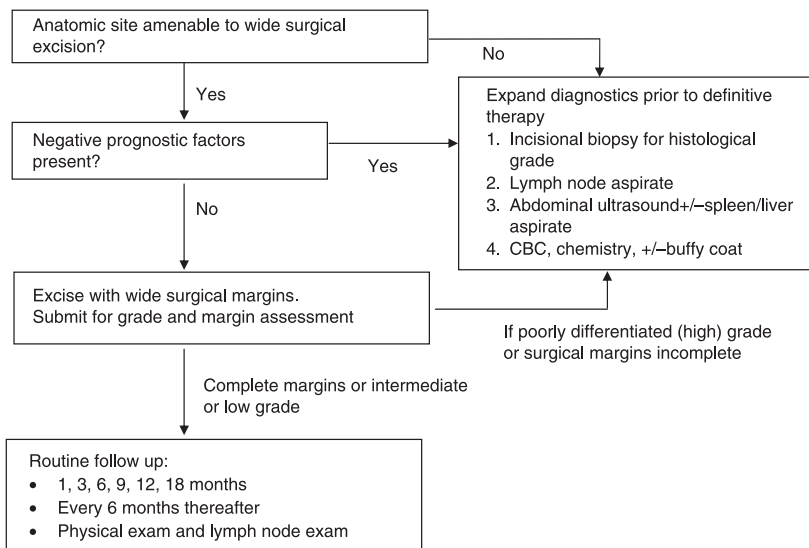 Anatomic site amenable to wide surgical
excision?
No
Yes
Expand diagnostics prior to definitive
therapy
1. Incisional biopsy for histological
grade
2. Lymph node aspirate
3. Abdominal ultrasound+/–spleen/liver
aspirate
4. CBC, chemistry, +/–buffy coat
Negative prognostic factors
present?
Yes
No
Excise with wide surgical margins.
Submit for grade and margin assessment
If poorly differentiated (high) grade
or surgical margins incomplete
Complete margins or intermediate
or low grade
Routine follow up:
• 1, 3, 6, 9, 12, 18 months
• Every 6 months thereafter
• Physical exam and lymph node exam